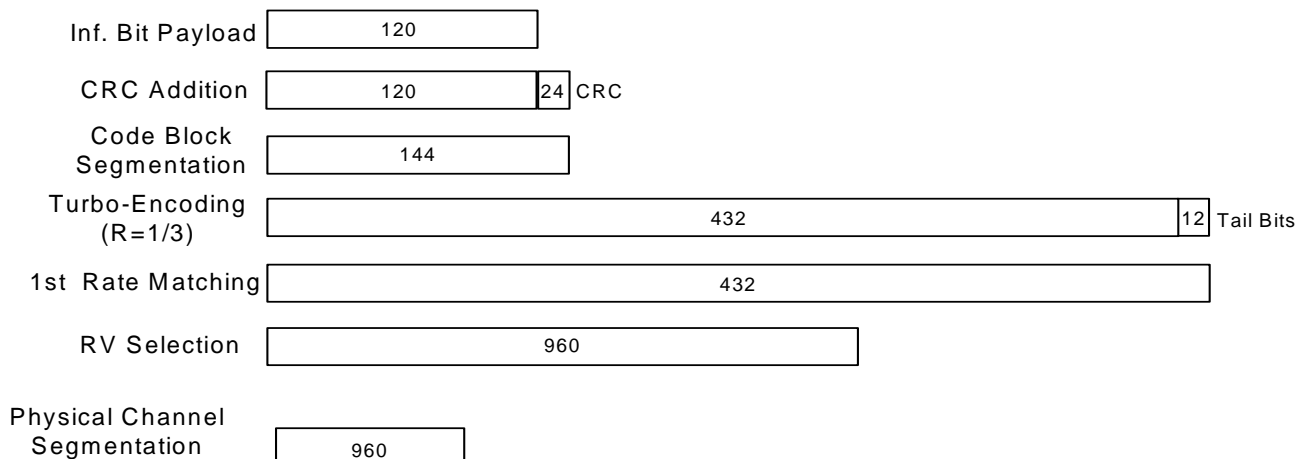 Inf. Bit Payload 120
CRC Addition 120 24 CRC
Code Block
Segmentation 144
Turbo-Encoding
(R=1/3) 432 12 Tail Bits
1st Rate Matching 432
RV Selection 960
Physical Channel
Segmentation 960